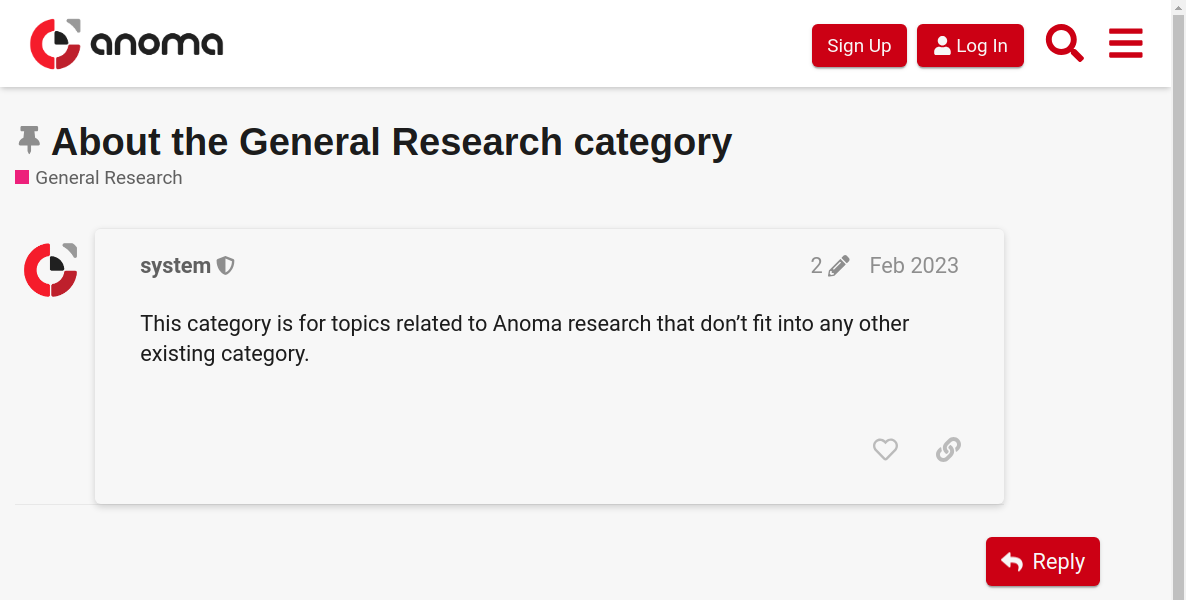 anoma
Sign Up
Log In
About the General Research category
General Research
system
2
Feb 2023
This category is for topics related to Anoma research that don’t fit into any other
existing category.
Reply